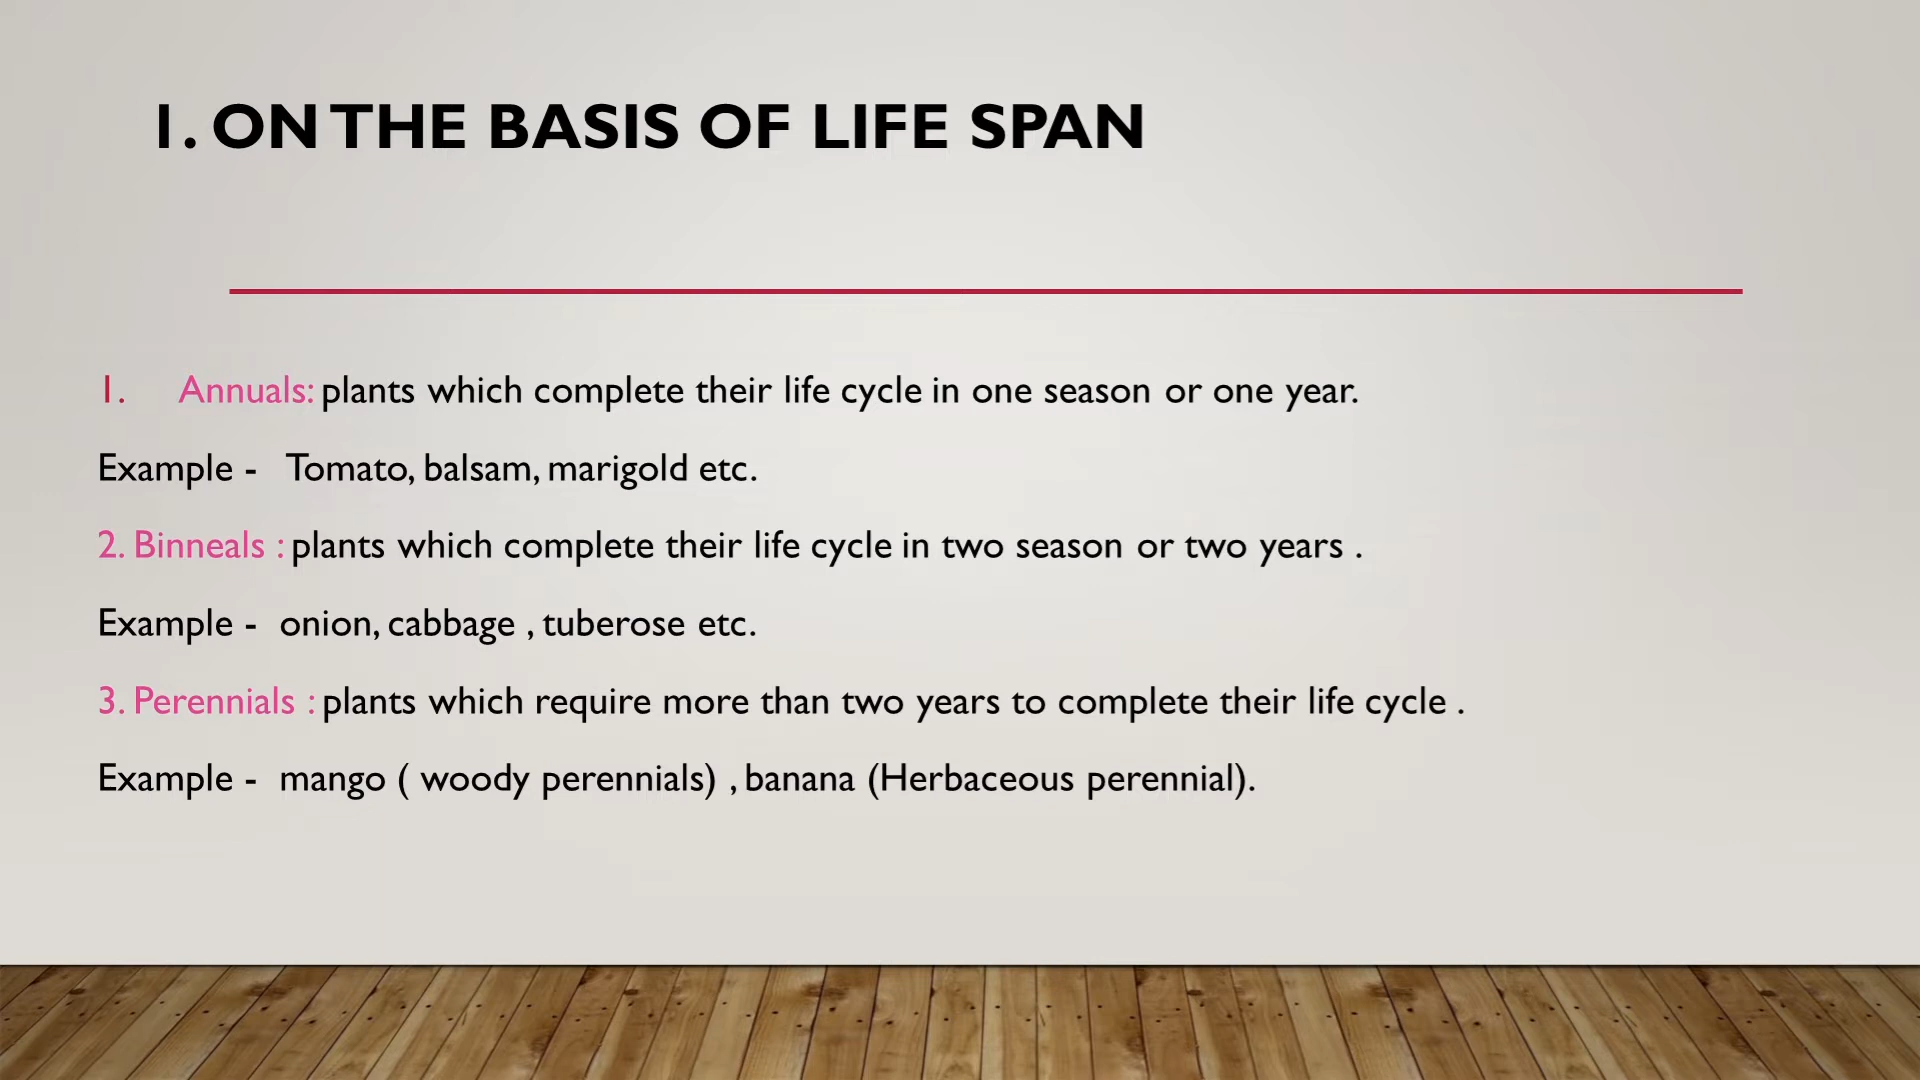 1. ON THE BASIS OF LIFE SPAN
1. Annuals: plants which complete their life cycle in one season or one year.
Example - Tomato, balsam, marigold etc.
2. Binneals : plants which complete their life cycle in two season or two years .
Example - onion, cabbage , tuberose etc.
3. Perennials : plants which require more than two years to complete their life cycle .
Example - mango ( woody perennials) , banana (Herbaceous perennial).